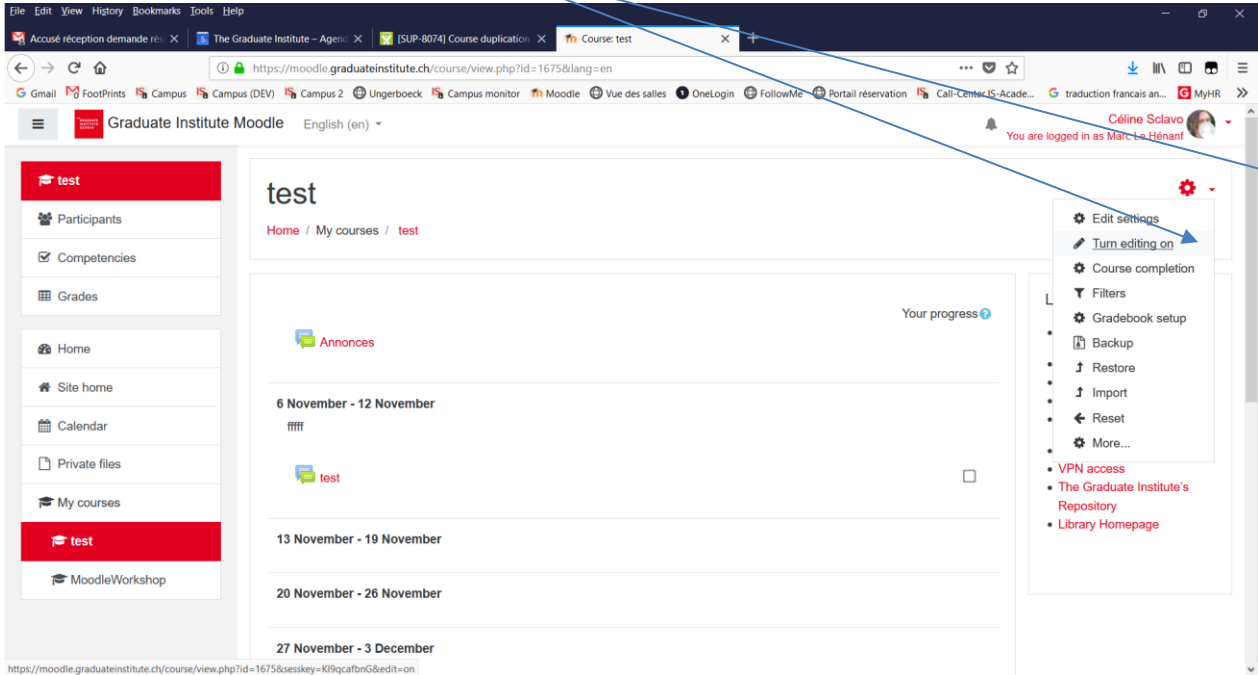 File Edit View History Bookmarks Tools Help
Accusé réception demande rés
The Graduate Institute – Agend
[SUP-8074] Course duplication
Course: test
https://moodle.graduateinstitute.ch/course/view.php?id=1675&lang=en
Gmail FootPrints Campus Campus (DEV) Campus 2 Ungerboeck Campus monitor Moodle Vue des salles OneLogin FollowMe Portail réservation Call-Center IS-Acade... traduction francais an... MyHR
Graduate Institute Moodle English (en)
Céline Sclavo
You are logged in as Marc Le Hénanf
test
Participants
Competencies
Grades
Home
Site home
Calendar
Private files
My courses
test
MoodleWorkshop
test
Home / My courses / test
Your progress
Annonces
6 November - 12 November
fffff
test
13 November - 19 November
20 November - 26 November
27 November - 3 December
Edit settings
Turn editing on
Course completion
Filters
Gradebook setup
Backup
Restore
Import
Reset
More...
L
VPN access
The Graduate Institute's
Repository
Library Homepage
https://moodle.graduateinstitute.ch/course/view.php?id=1675&sesskey=KI9qcafbnG&edit=on